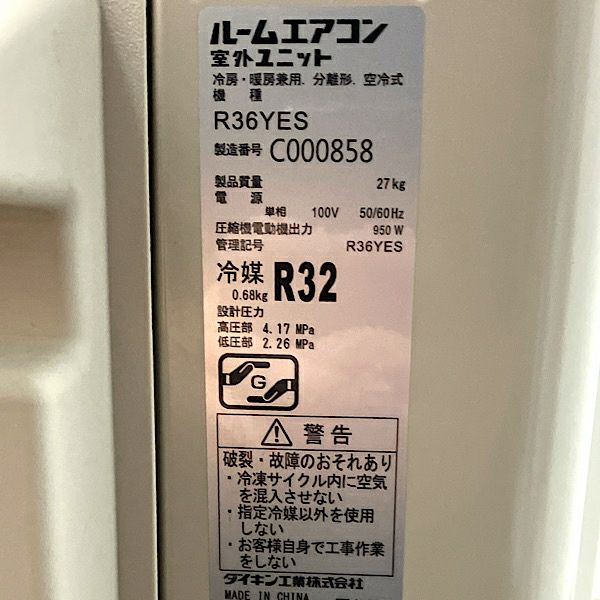 ルームエアコン
室外ユニット
冷房・暖房兼用．分離形．空冷式
機 種
R36YES
製造番号 C000858
製品質量 27kg
電 源
単相 100V 50/60Hz
圧縮機電動機出力 950W
管理記号 R36YES
冷媒 R32
0.68kg
設計圧力
高圧部 4.17 MPa
低圧部 2.26 MPa
G
警告
破裂・故障のおそれあり
・冷凍サイクル内に空気
を混入させない
・指定冷媒以外を使用
しない
・お客様自身で工事作業
をしない
ダイキン工業株式会社
MADE IN CHINA